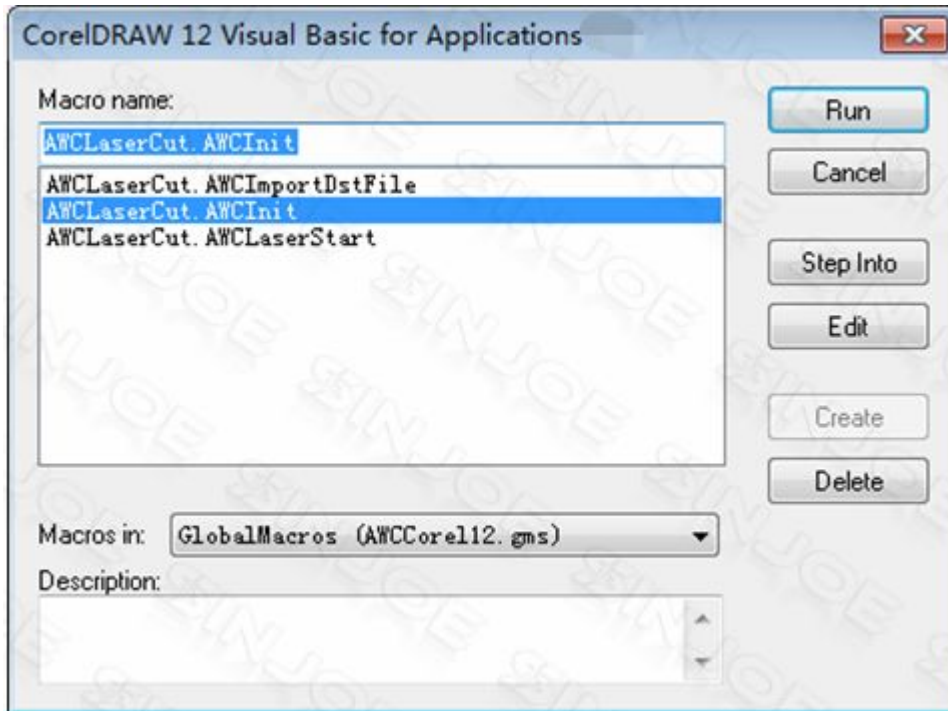 CorelDRAW 12 Visual Basic for Applications
Macro name:
AWCLaserCut.AWCInit
AWCLaserCut.AWCImportDstFile
AWCLaserCut.AWCInit
AWCLaserCut.AWCLaserStart
Run
Cancel
Step Into
Edit
Create
Delete
Macros in: GlobalMacros (AWCCorel12.gms)
Description:
SINJOE